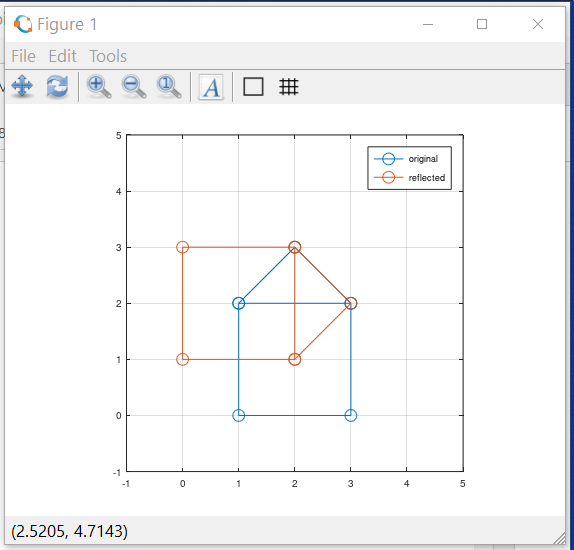 Figure 1
File Edit Tools
A
original
reflected
5
4
3
2
1
0
-1
-1 0 1 2 3 4 5
(2.5205, 4.7143)